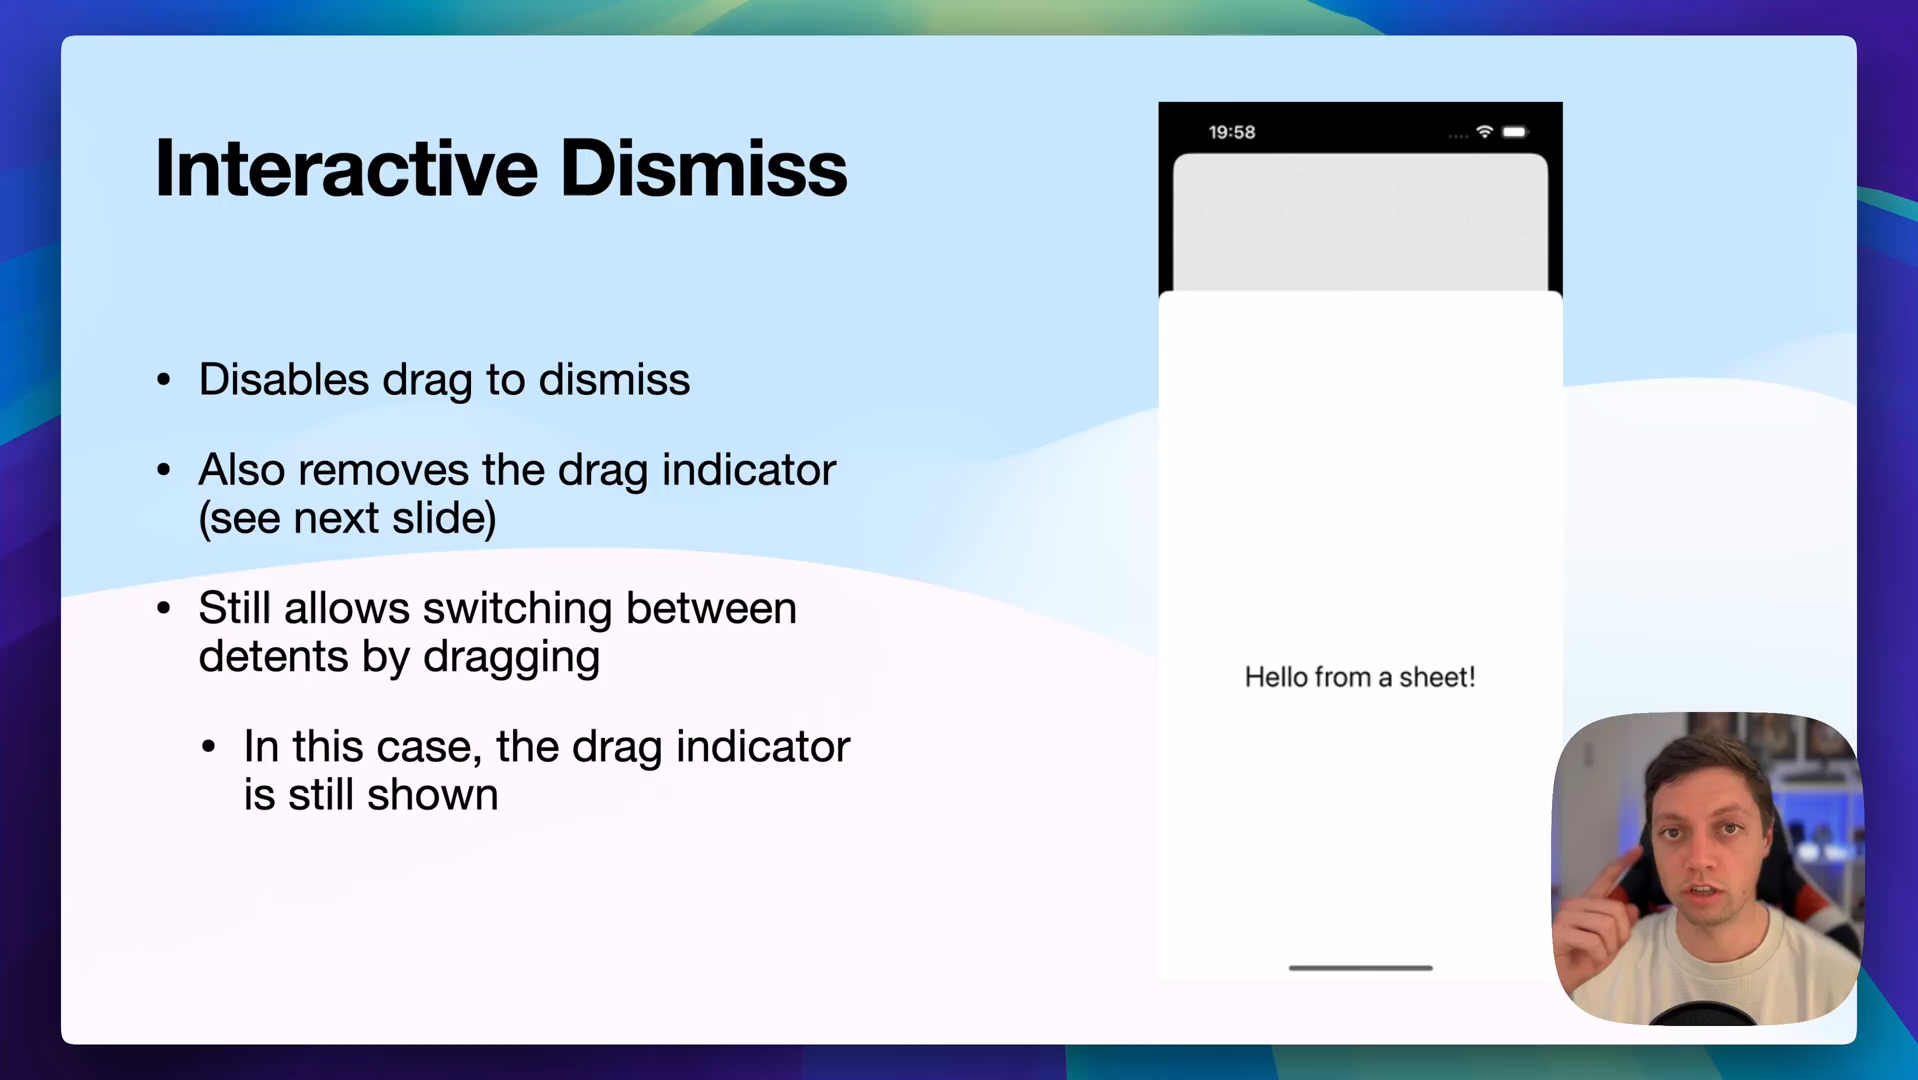 Interactive Dismiss
• Disables drag to dismiss
• Also removes the drag indicator
(see next slide)
• Still allows switching between
detents by dragging
• In this case, the drag indicator
is still shown
19:58
Hello from a sheet!